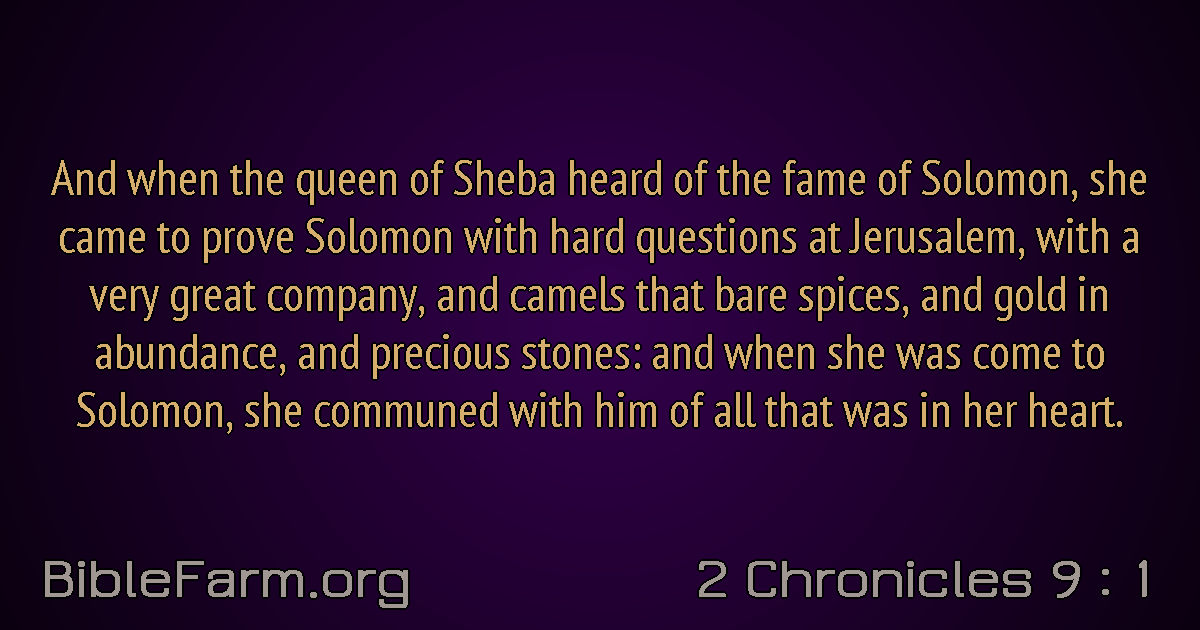 And when the queen of Sheba heard of the fame of Solomon, she
came to prove Solomon with hard questions at Jerusalem, with a
very great company, and camels that bare spices, and gold in
abundance, and precious stones: and when she was come to
Solomon, she communed with him of all that was in her heart.
BibleFarm.org
2 Chronicles 9 : 1